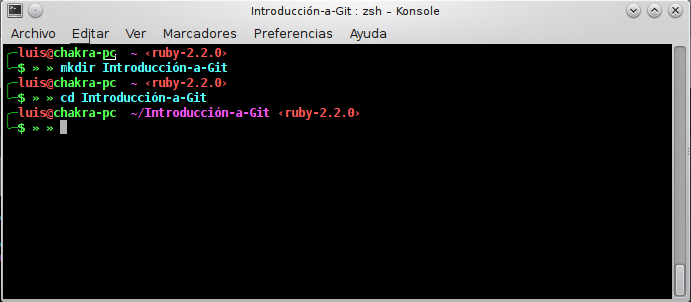 Introducción-a-Git : zsh – Konsole
Archivo Editar Ver Marcadores Preferencias Ayuda
luis@chakra-pc ~ ‹ruby-2.2.0›
$ » » mkdir Introducción-a-Git
luis@chakra-pc ~ ‹ruby-2.2.0›
$ » » cd Introducción-a-Git
luis@chakra-pc ~/Introducción-a-Git ‹ruby-2.2.0›
$ » »